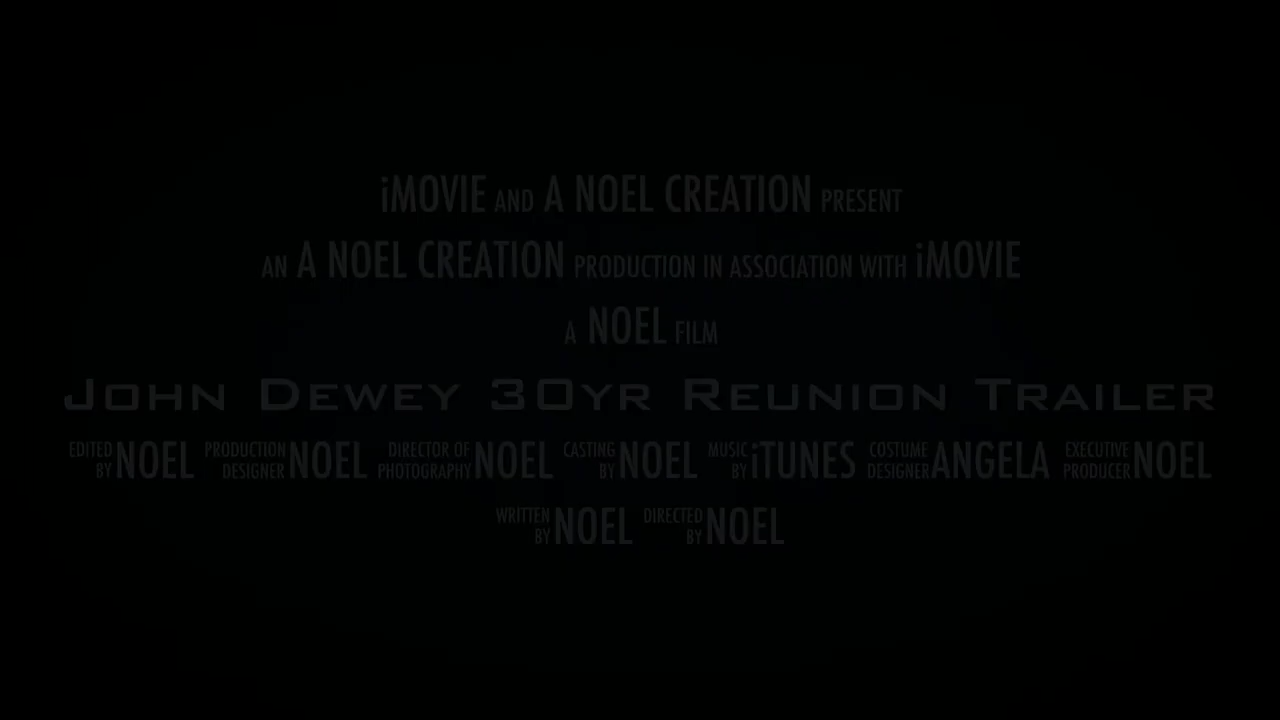 iMOVIE AND A NOEL CREATION PRESENT
AN A NOEL CREATION PRODUCTION IN ASSOCIATION WITH iMOVIE
A NOEL FILM
JOHN DEWEY 30YR REUNION TRAILER
EDITED BY NOEL PRODUCTION DESIGNER NOEL DIRECTOR OF PHOTOGRAPHY NOEL CASTING BY NOEL MUSIC BY iTUNES COSTUME DESIGNER ANGELA EXECUTIVE PRODUCER NOEL
WRITTEN BY NOEL DIRECTED BY NOEL